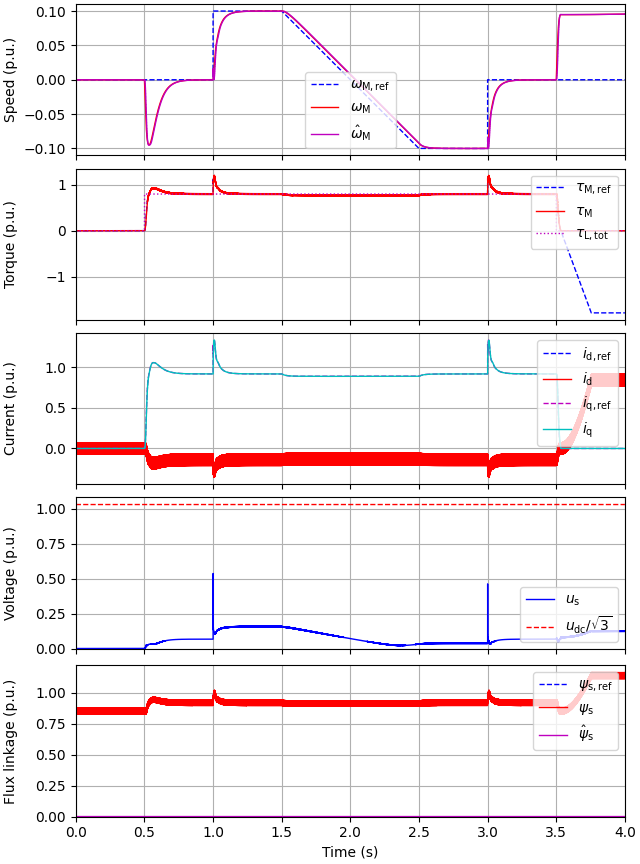 Speed (p.u.)
0.10
0.05
0.00
−0.05
−0.10
ω_M,ref
ω_M
ω̂_M
Torque (p.u.)
1
0
−1
τ_M,ref
τ_M
τ_L,tot
Current (p.u.)
1.0
0.5
0.0
i_d,ref
i_d
i_q,ref
i_q
Voltage (p.u.)
1.00
0.75
0.50
0.25
0.00
u_s
u_dc/√3
Flux linkage (p.u.)
1.00
0.75
0.50
0.25
0.00
ψ_s,ref
ψ_s
ψ̂_s
0.0 0.5 1.0 1.5 2.0 2.5 3.0 3.5 4.0
Time (s)